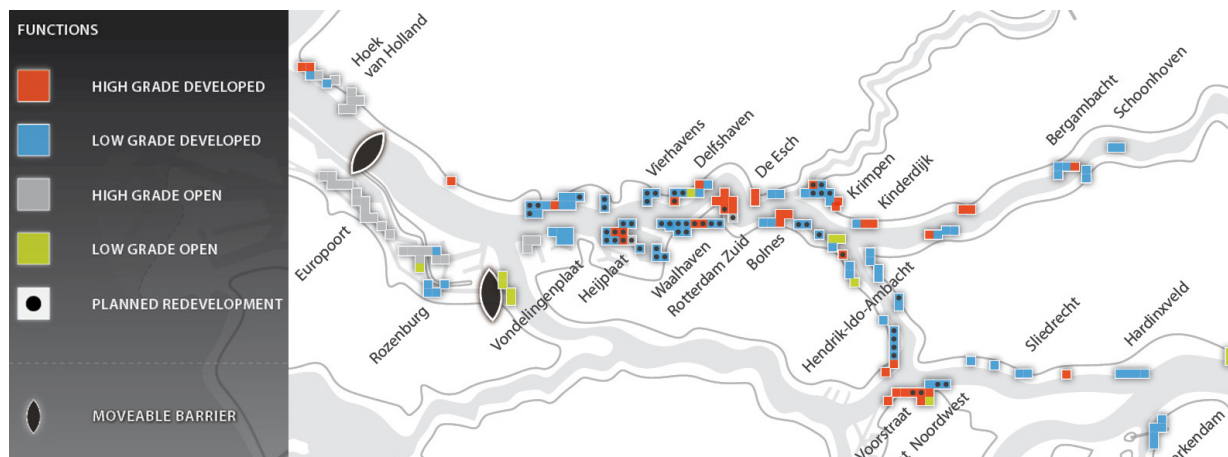 FUNCTIONS
HIGH GRADE DEVELOPED
LOW GRADE DEVELOPED
HIGH GRADE OPEN
LOW GRADE OPEN
PLANNED REDEVELOPMENT
MOVEABLE BARRIER
Hoek
van Holland
Europoort
Rozenburg
Vondelingenplaat
Heijplaat
Vierhavens
Delfshaven
Waalhaven
Rotterdam Zuid
De Esch
Bolnes
Krimpen
Kinderdijk
Hendrik-Ido-Ambacht
Bergambacht
Schoonhoven
Sliedrecht
Hardinxveld
Voorstraat
Noordwest